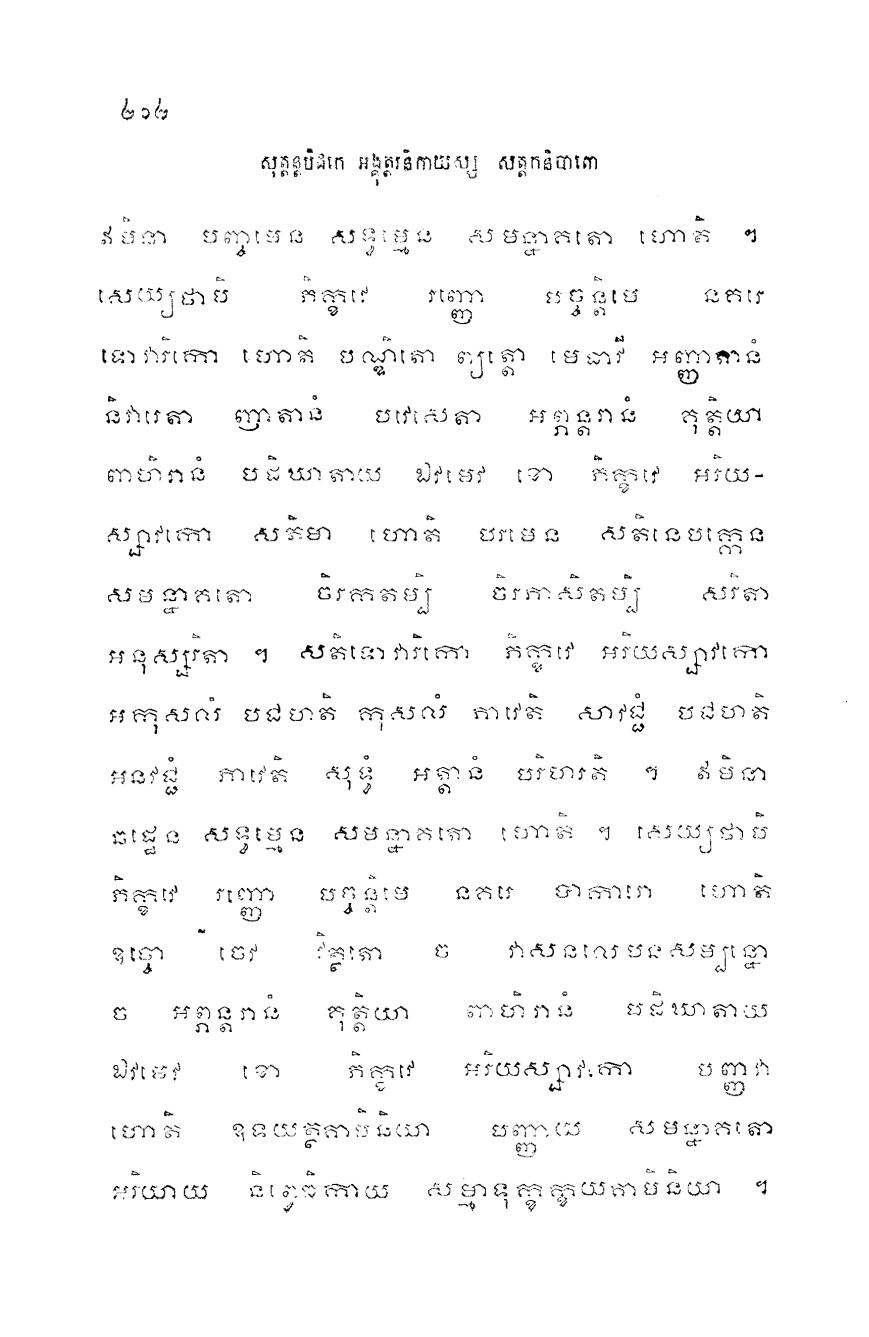 ២១២
សុត្តន្តបិដកេ អង្គុត្តរនិកាយស្ស សត្តកនិបាតោ
ឥមិនា បញ្ចមេន សទ្ធម្មេន សមន្នាគតោ ហោតិ ។
សេយ្យថាបិ ភិក្ខវេ រញ្ញោ បច្ចន្តិមេ នគរេ
ទោវារិកោ ហោតិ បណ្ឌិតោ ព្យត្តោ មេធាវី អញ្ញាតានំ
និវារេតា ញាតានំ បវេសេតា អព្ភន្តរានំ គុត្តិយា
ពាហិរានំ បដិឃាតាយ ឯវមេវ ខោ ភិក្ខវេ អរិយ-
ស្សាវកោ សតិមា ហោតិ បរមេន សតិនេបក្កេន
សមន្នាគតោ ចិរកតម្បិ ចិរភាសិតម្បិ សរិតា
អនុស្សរិតា ។ សតិទោវារិកោ ភិក្ខវេ អរិយស្សាវកោ
អកុសលំ បជហតិ កុសលំ ភាវេតិ សាវជ្ជំ បជហតិ
អនវជ្ជំ ភាវេតិ សុទ្ធំ អត្តានំ បរិហរតិ ។ ឥមិនា
ឆដ្ឋេន សទ្ធម្មេន សមន្នាគតោ ហោតិ ។ សេយ្យថាបិ
ភិក្ខវេ រញ្ញោ បច្ចន្តិមេ នគរេ បាការោ ហោតិ
ឧច្ចោ ចេវ វិត្ថតោ ច វាសនលេបនសម្បន្នោ
ច អព្ភន្តរានំ គុត្តិយា ពាហិរានំ បដិឃាតាយ
ឯវមេវ ខោ ភិក្ខវេ អរិយស្សាវកោ បញ្ញវា
ហោតិ ឧទយត្ថគាមិនិយា បញ្ញាយ សមន្នាគតោ
អរិយាយ និព្វេធិកាយ សម្មាទុក្ខក្ខយគាមិនិយា ។